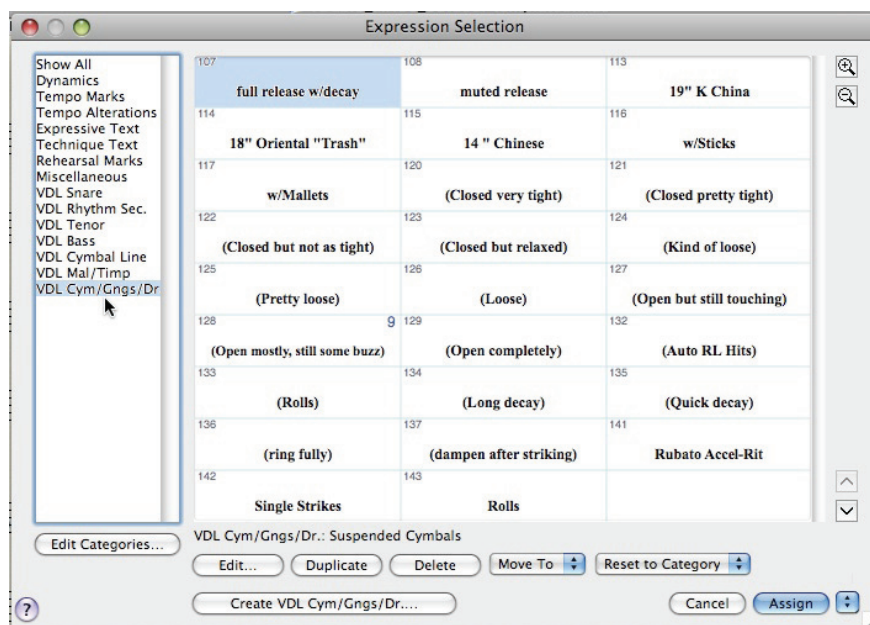 Expression Selection
Show All
Dynamics
Tempo Marks
Tempo Alterations
Expressive Text
Technique Text
Rehearsal Marks
Miscellaneous
VDL Snare
VDL Rhythm Sec.
VDL Tenor
VDL Bass
VDL Cymbal Line
VDL Mal/Timp
VDL Cym/Gngs/Dr
Edit Categories...
107 108 113
full release w/decay muted release 19" K China
114 115 116
18" Oriental "Trash" 14 " Chinese w/Sticks
117 120 121
w/Mallets (Closed very tight) (Closed pretty tight)
122 123 124
(Closed but not as tight) (Closed but relaxed) (Kind of loose)
125 126 127
(Pretty loose) (Loose) (Open but still touching)
128 9 129 132
(Open mostly, still some buzz) (Open completely) (Auto RL Hits)
133 134 135
(Rolls) (Long decay) (Quick decay)
136 137 141
(ring fully) (dampen after striking) Rubato Accel-Rit
142 143
Single Strikes Rolls
VDL Cym/Gngs/Dr.: Suspended Cymbals
Edit... Duplicate Delete Move To Reset to Category
? Create VDL Cym/Gngs/Dr.... Cancel Assign